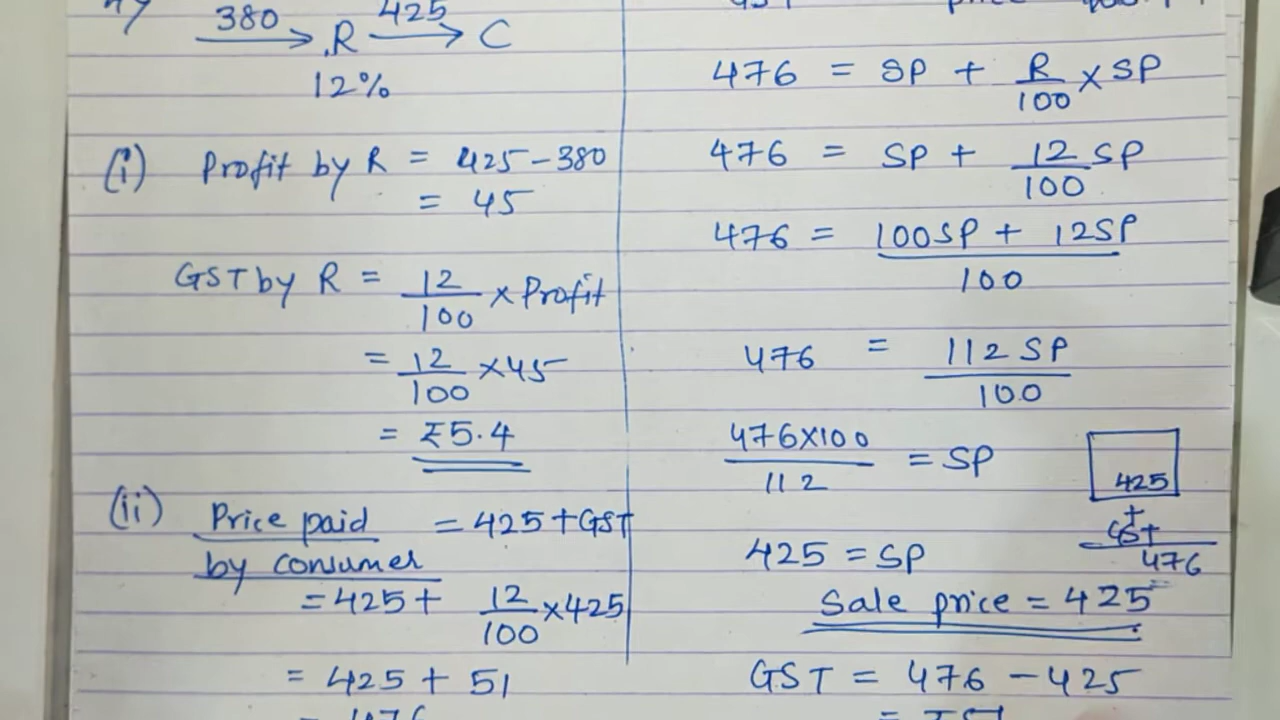 380 R 425 C
12%
(i) Profit by R = 425 - 380
= 45
GST by R = 12/100 × Profit
= 12/100 × 45
= ₹5.4
(ii) Price paid by consumer = 425 + GST
= 425 + 12/100 × 425
= 425 + 51
= 476
476 = SP + R/100 × SP
476 = SP + 12/100 SP
476 = 100SP + 12SP / 100
476 = 112 SP / 100
476×100 / 112 = SP
425 = SP
Sale price = 425
GST = 476 - 425
425
+
GST
476